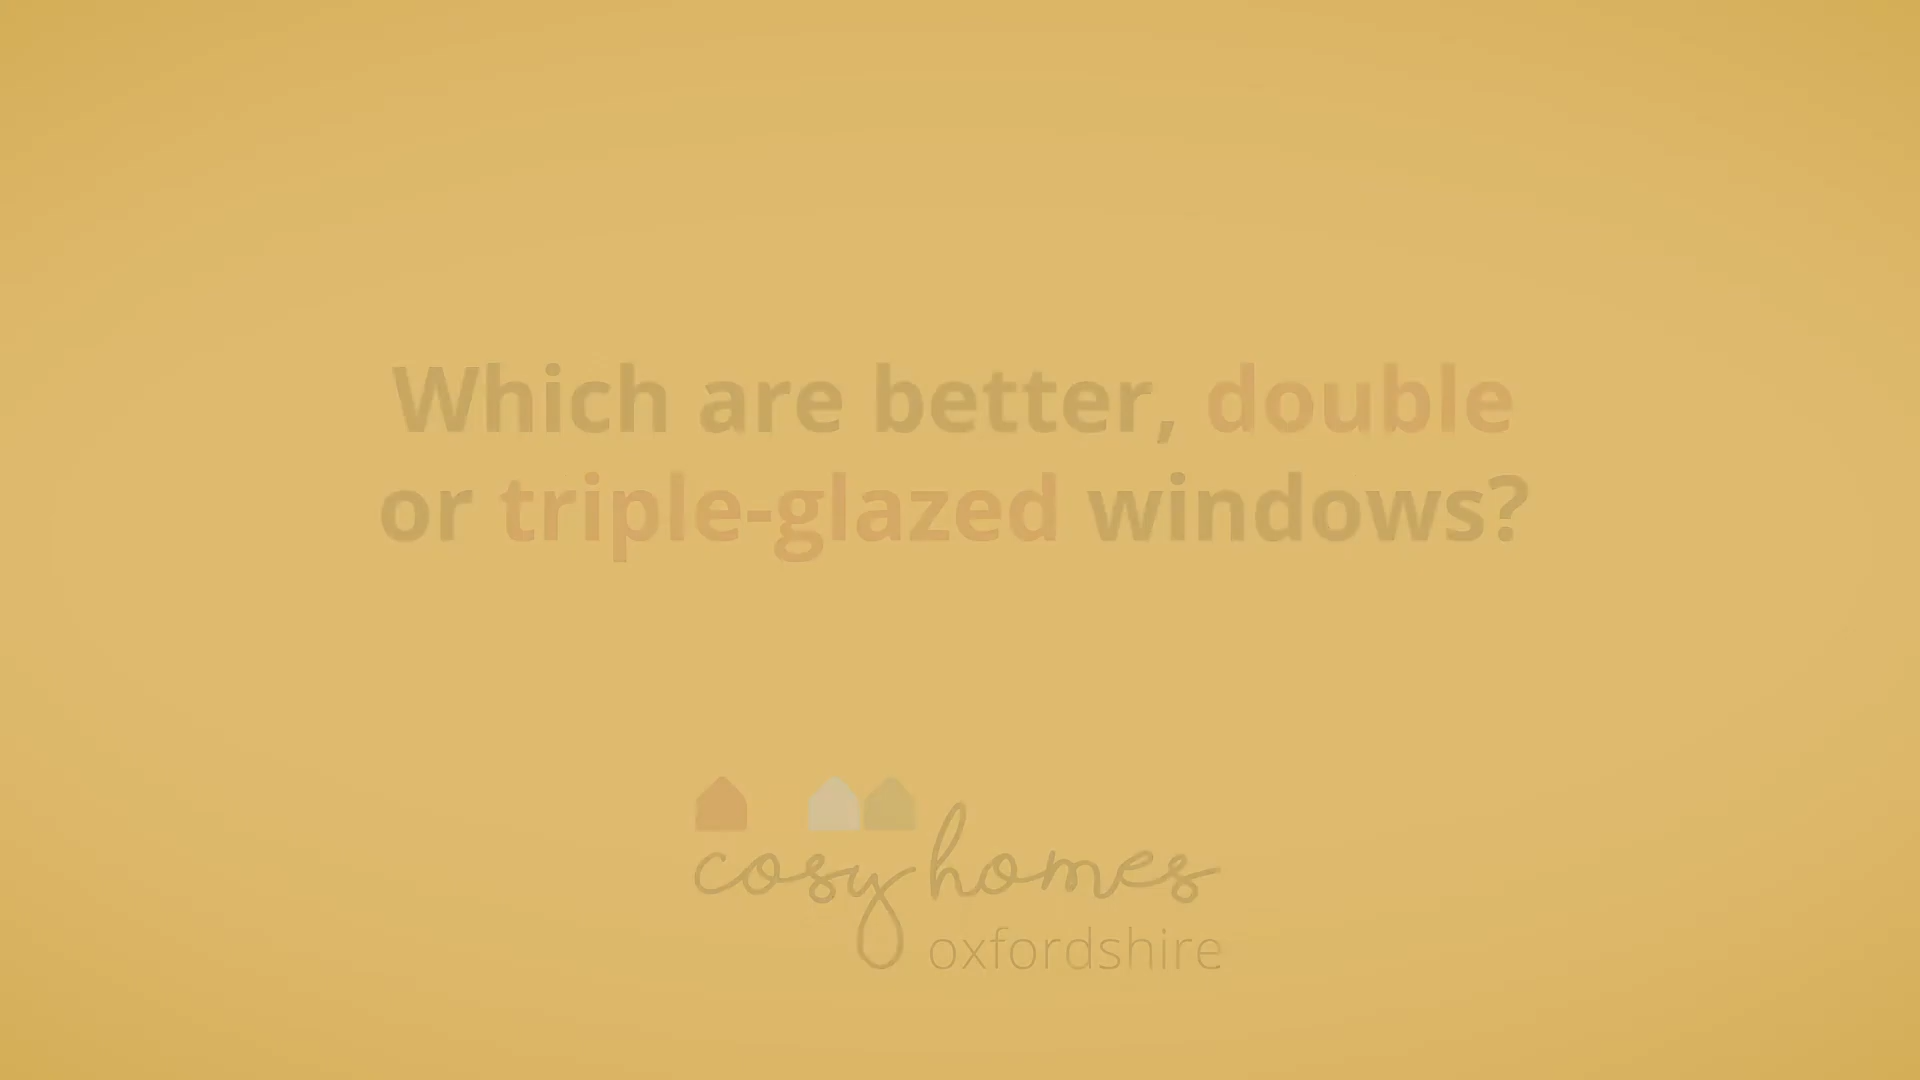 Which are better, double
or triple-glazed windows?
cosy homes
oxfordshire